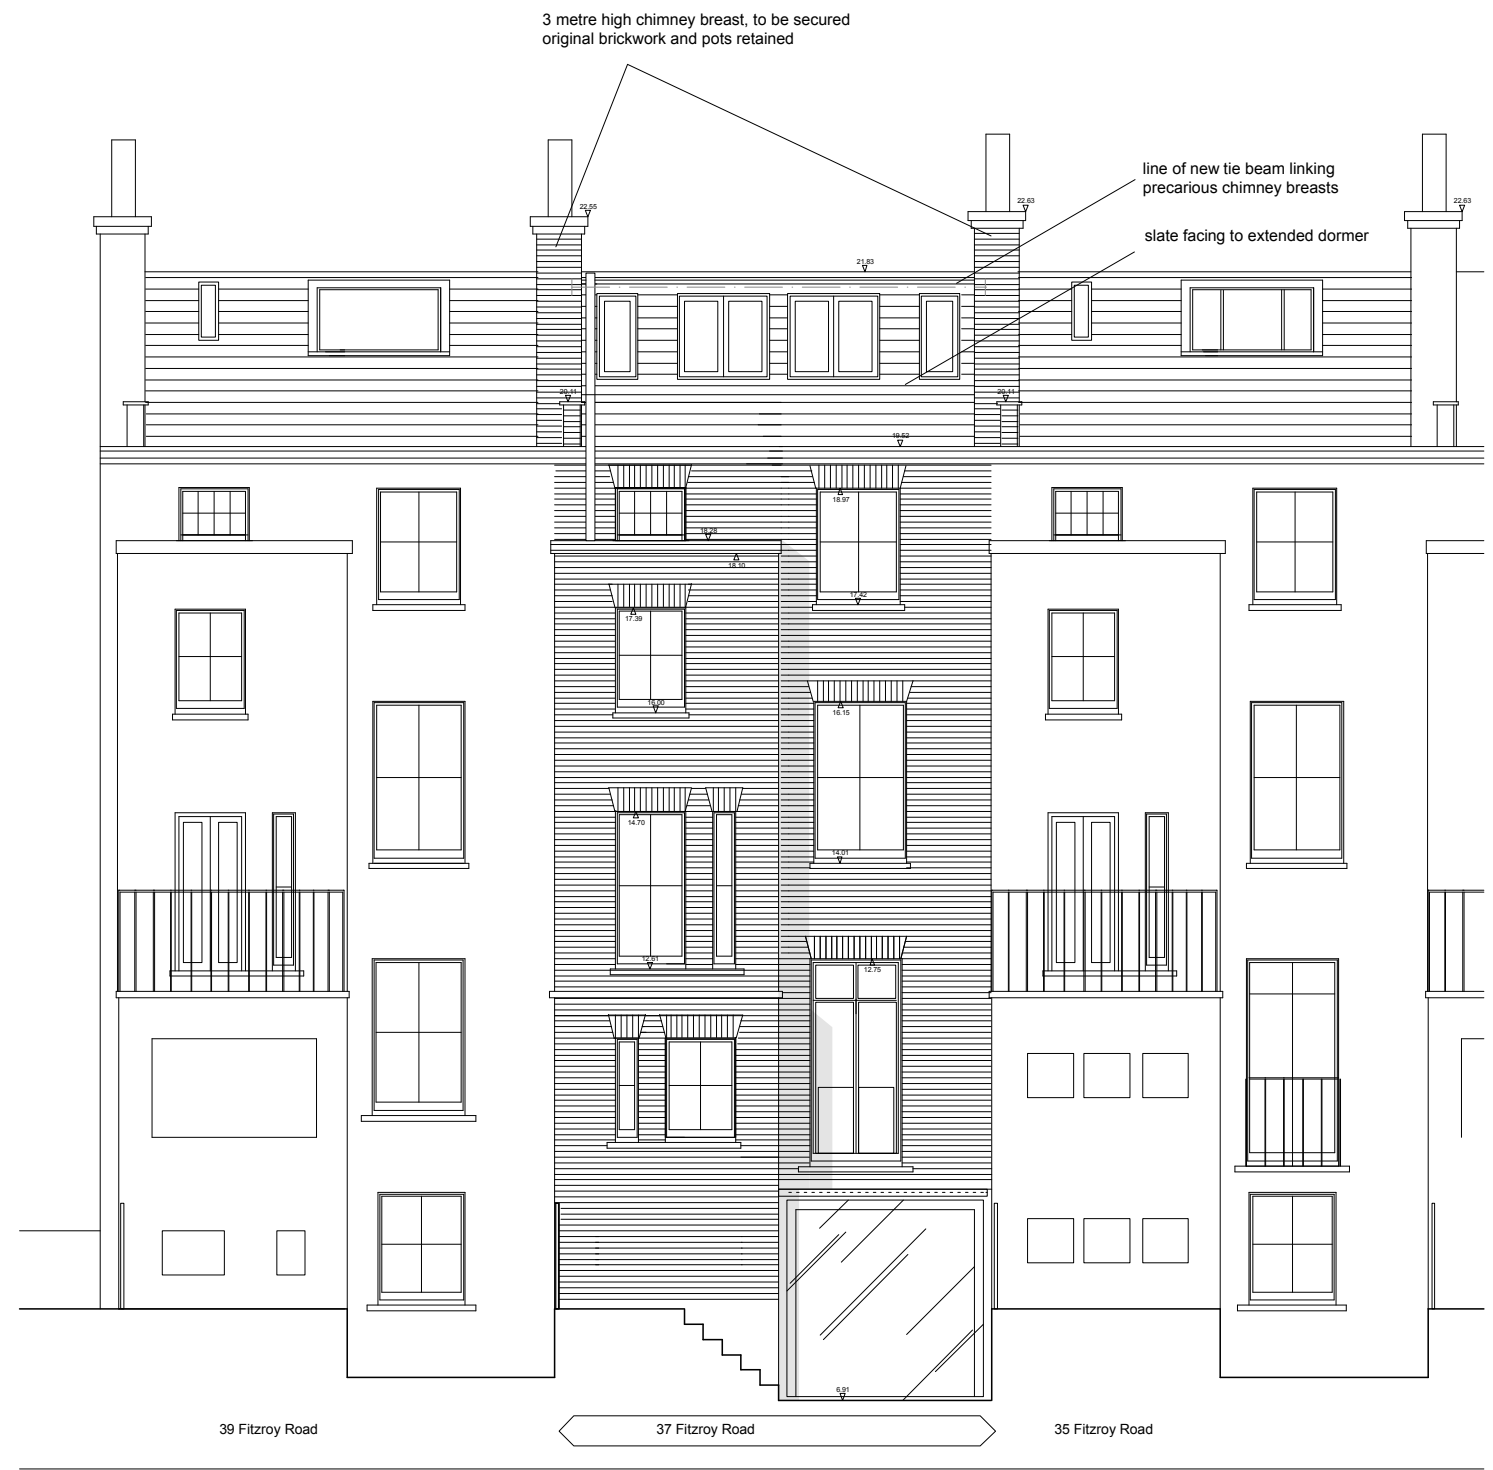 3 metre high chimney breast, to be secured
original brickwork and pots retained
line of new tie beam linking
precarious chimney breasts
22.55
22.63
22.63
slate facing to extended dormer
21.83
20.11
20.11
19.52
18.97
18.28
18.10
17.42
17.39
16.00
16.15
14.70
14.01
12.61
12.75
6.91
39 Fitzroy Road
37 Fitzroy Road
35 Fitzroy Road